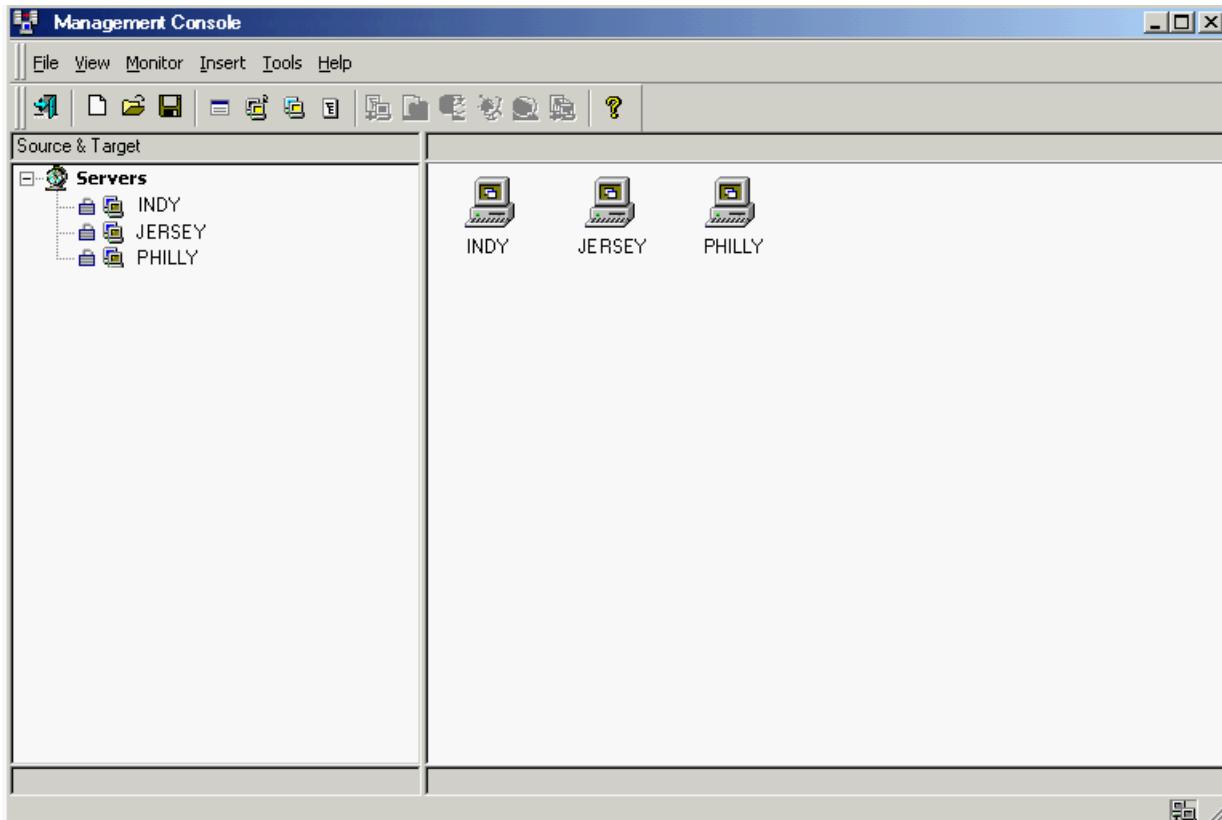 Management Console
File View Monitor Insert Tools Help
Source & Target
Servers
INDY
JERSEY
PHILLY
INDY JERSEY PHILLY